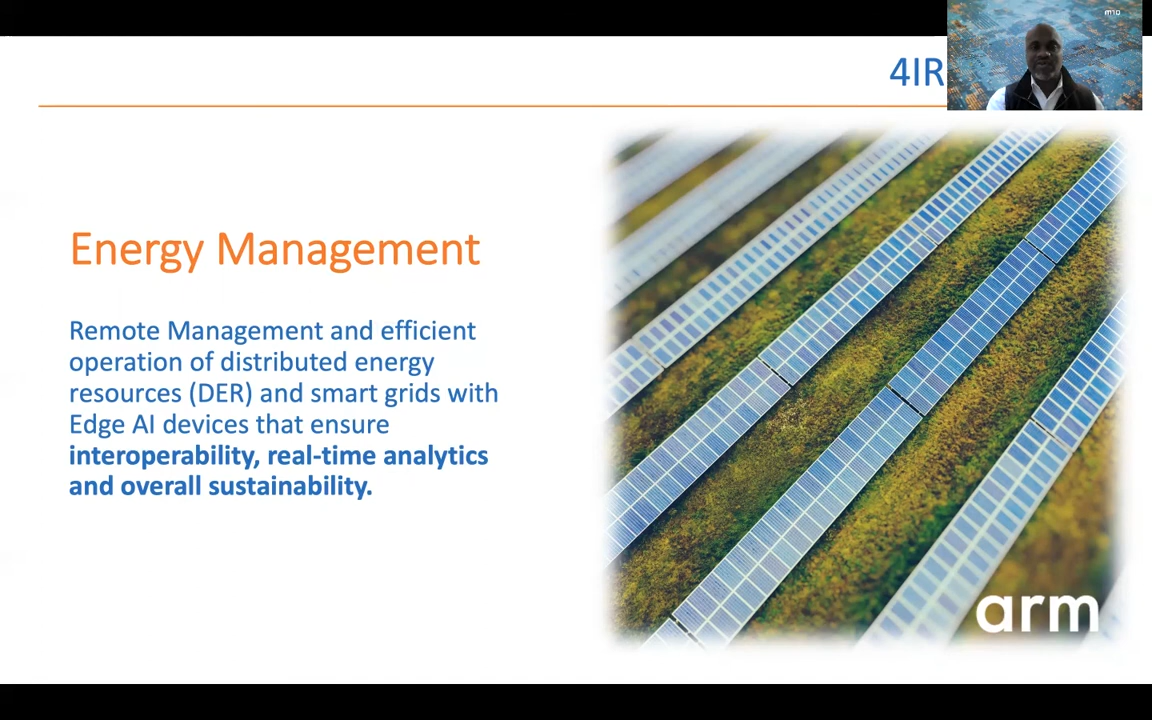 4IR
Energy Management
Remote Management and efficient
operation of distributed energy
resources (DER) and smart grids with
Edge AI devices that ensure
interoperability, real-time analytics
and overall sustainability.
arm